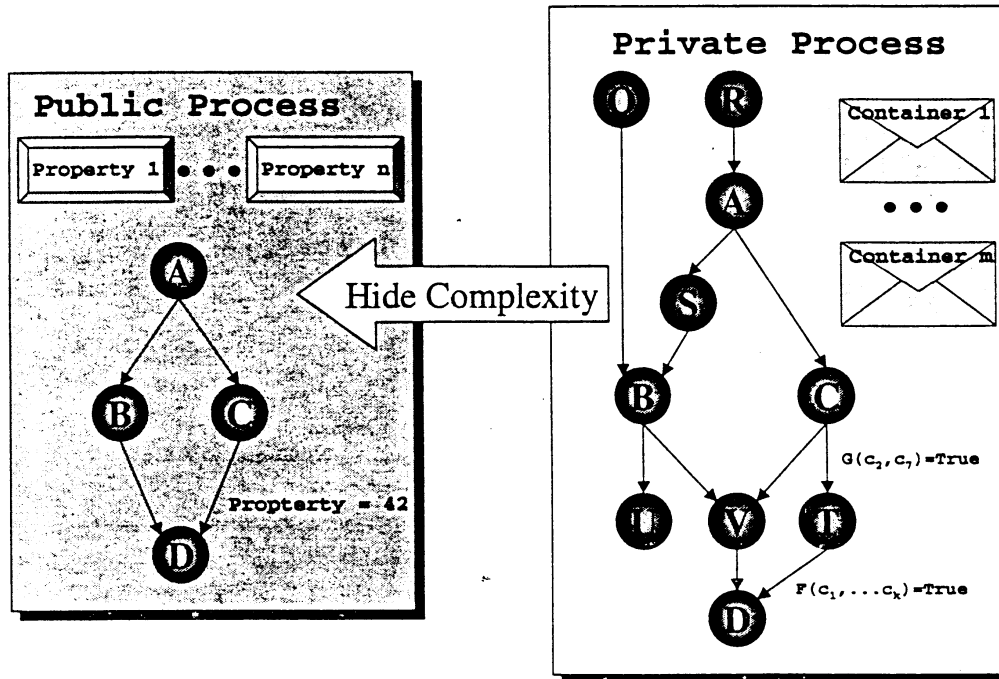 Public Process
Property 1 • • • Property n
A
B
C
Propterty = 42
D
Hide Complexity
Private Process
R
A
S
B
C
G(c2,c7)=True
V
T
F(c1,...ck)=True
D
Container 1
• • •
Container m